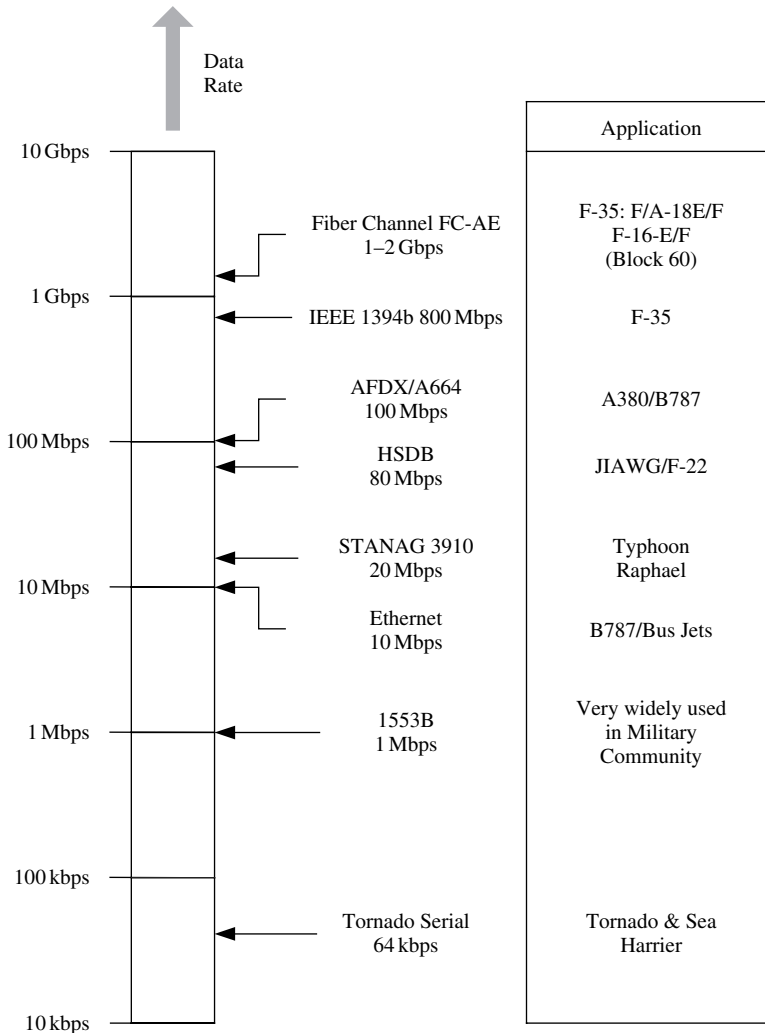 Data
Rate
Application
10 Gbps
Fiber Channel FC-AE
1–2 Gbps
F-35: F/A-18E/F
F-16-E/F
(Block 60)
1 Gbps
IEEE 1394b 800 Mbps
F-35
AFDX/A664
100 Mbps
A380/B787
100 Mbps
HSDB
80 Mbps
JIAWG/F-22
STANAG 3910
20 Mbps
Typhoon
Raphael
10 Mbps
Ethernet
10 Mbps
B787/Bus Jets
1 Mbps
1553B
1 Mbps
Very widely used
in Military
Community
100 kbps
Tornado Serial
64 kbps
Tornado & Sea
Harrier
10 kbps